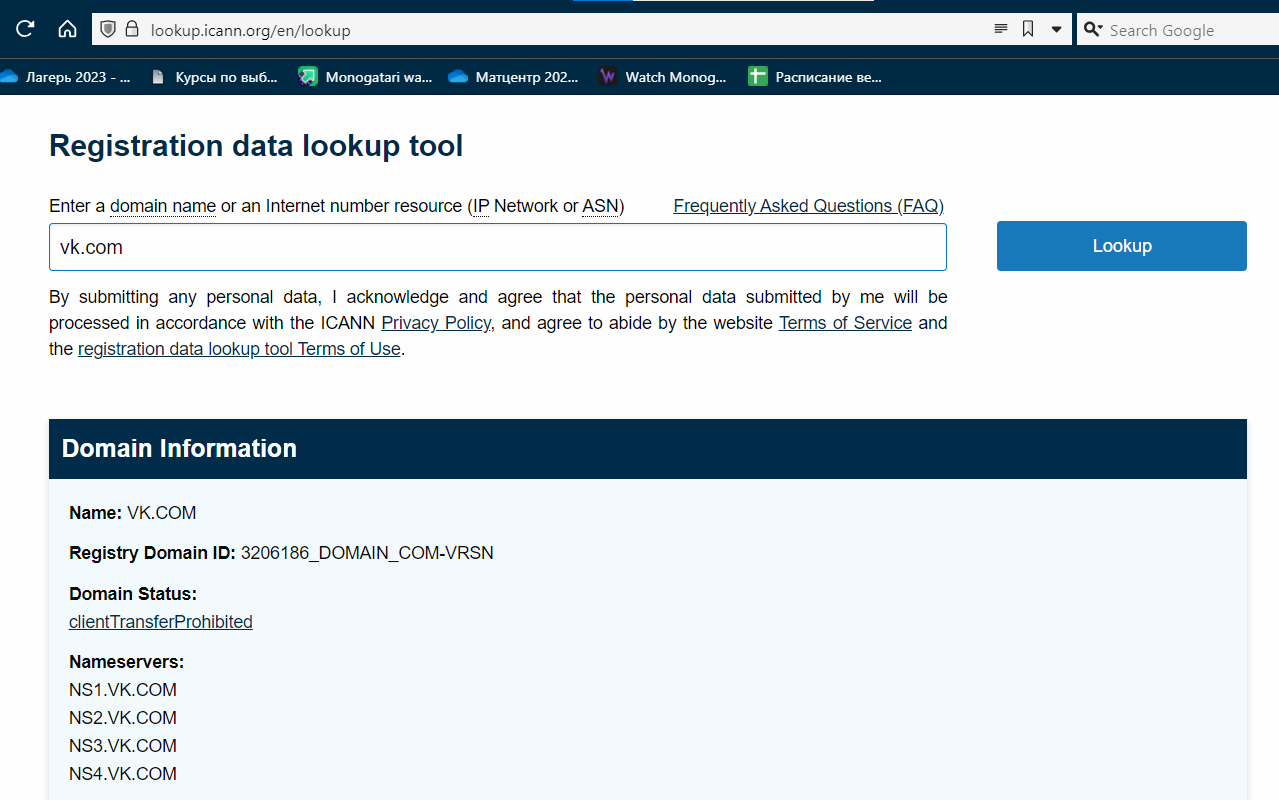 lookup.icann.org/en/lookup
Search Google
Лагерь 2023 - ...
Курсы по выб...
Monogatari wa...
Матцентр 202...
Watch Monog...
Расписание ве...
Registration data lookup tool
Enter a domain name or an Internet number resource (IP Network or ASN)
Frequently Asked Questions (FAQ)
vk.com
Lookup
By submitting any personal data, I acknowledge and agree that the personal data submitted by me will be
processed in accordance with the ICANN Privacy Policy, and agree to abide by the website Terms of Service and
the registration data lookup tool Terms of Use.
Domain Information
Name: VK.COM
Registry Domain ID: 3206186_DOMAIN_COM-VRSN
Domain Status:
clientTransferProhibited
Nameservers:
NS1.VK.COM
NS2.VK.COM
NS3.VK.COM
NS4.VK.COM